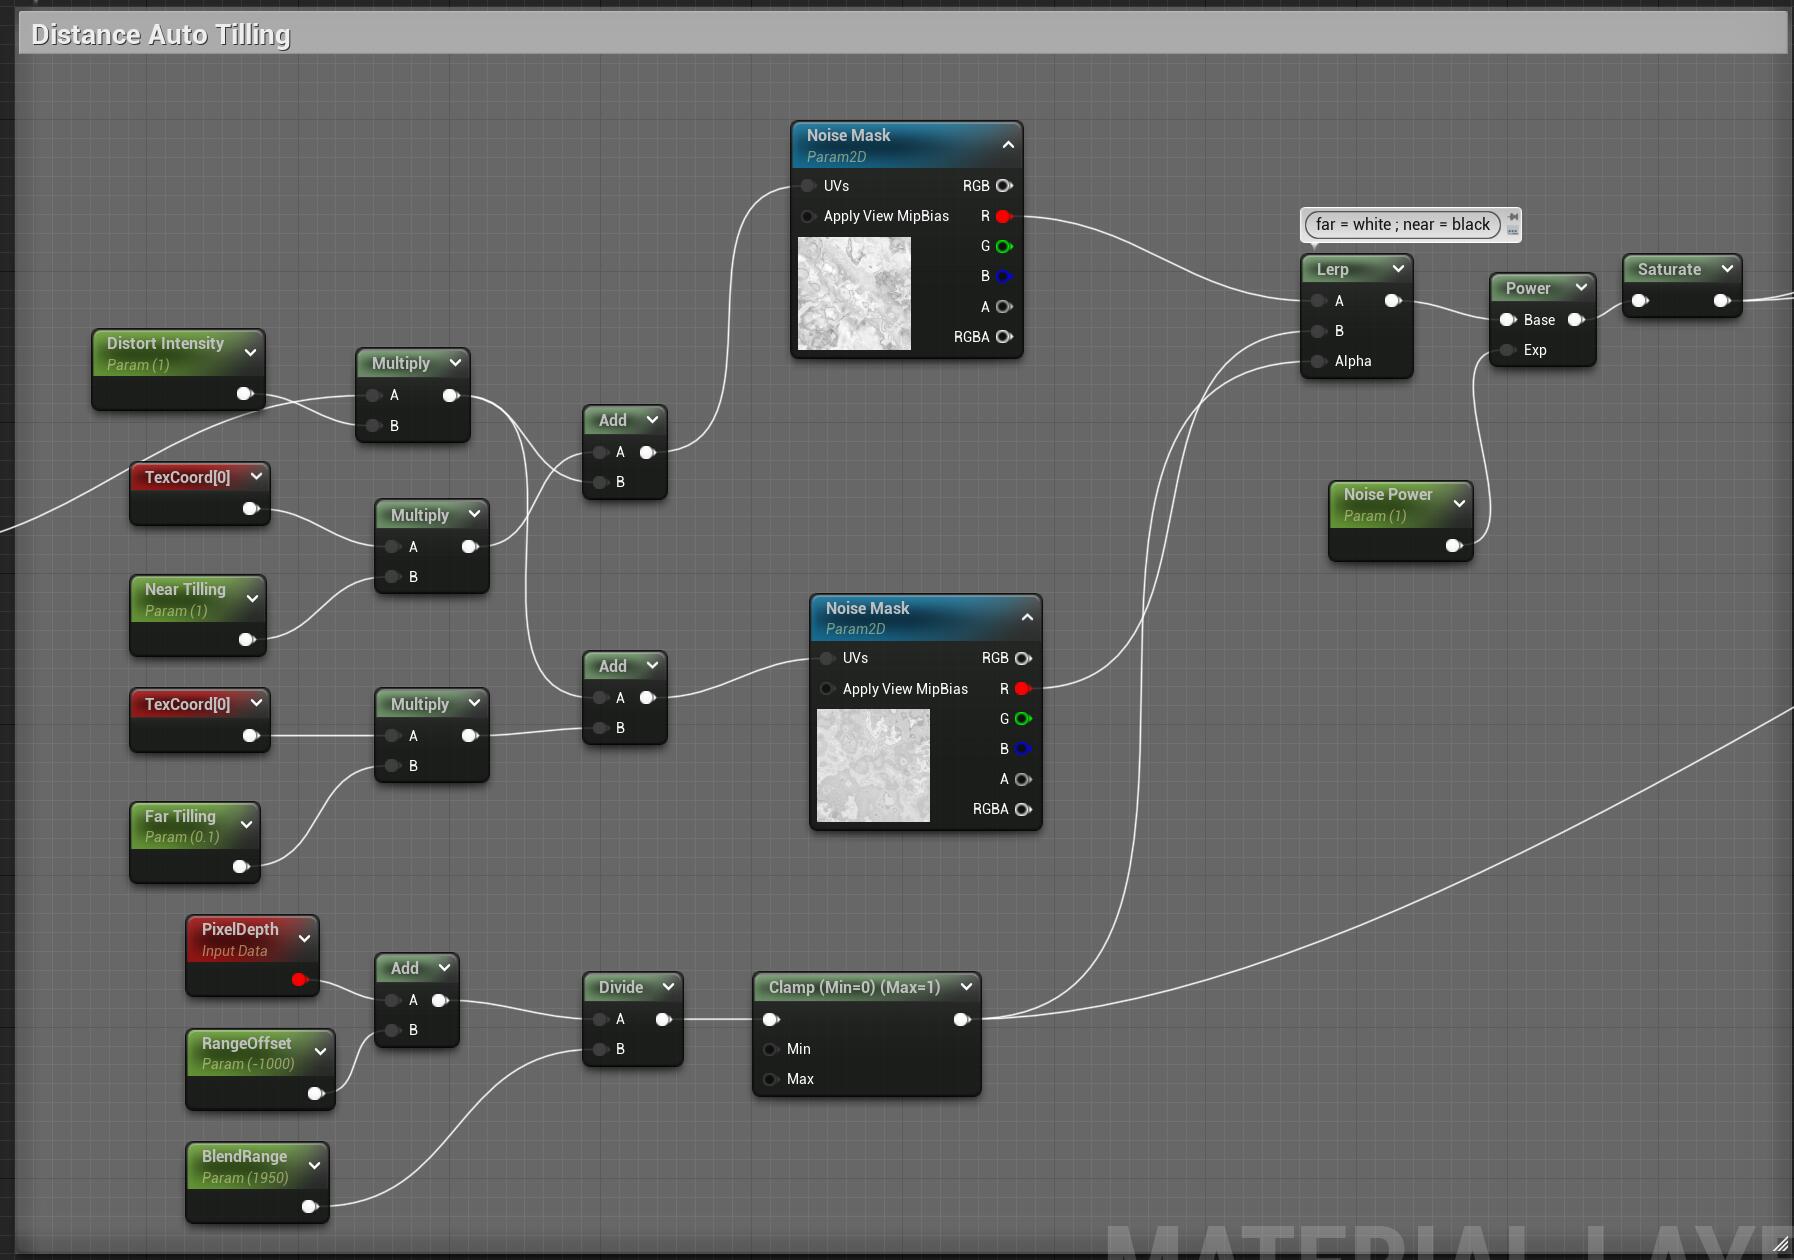 Distance Auto Tilling
Noise Mask
Param2D
UVs RGB
Apply View MipBias R
G
B
A
RGBA
far = white ; near = black
Lerp
A
B
Alpha
Power
Base
Exp
Saturate
Distort Intensity
Param (1)
Multiply
A
B
Add
A
B
TexCoord[0]
Multiply
A
B
Near Tilling
Param (1)
Noise Power
Param (1)
Noise Mask
Param2D
UVs RGB
Apply View MipBias R
G
B
A
RGBA
Add
A
B
TexCoord[0]
Multiply
A
B
Far Tilling
Param (0.1)
PixelDepth
Input Data
Add
A
B
Divide
A
B
Clamp (Min=0) (Max=1)
Min
Max
RangeOffset
Param (-1000)
BlendRange
Param (1950)
MATERIAL LAYE